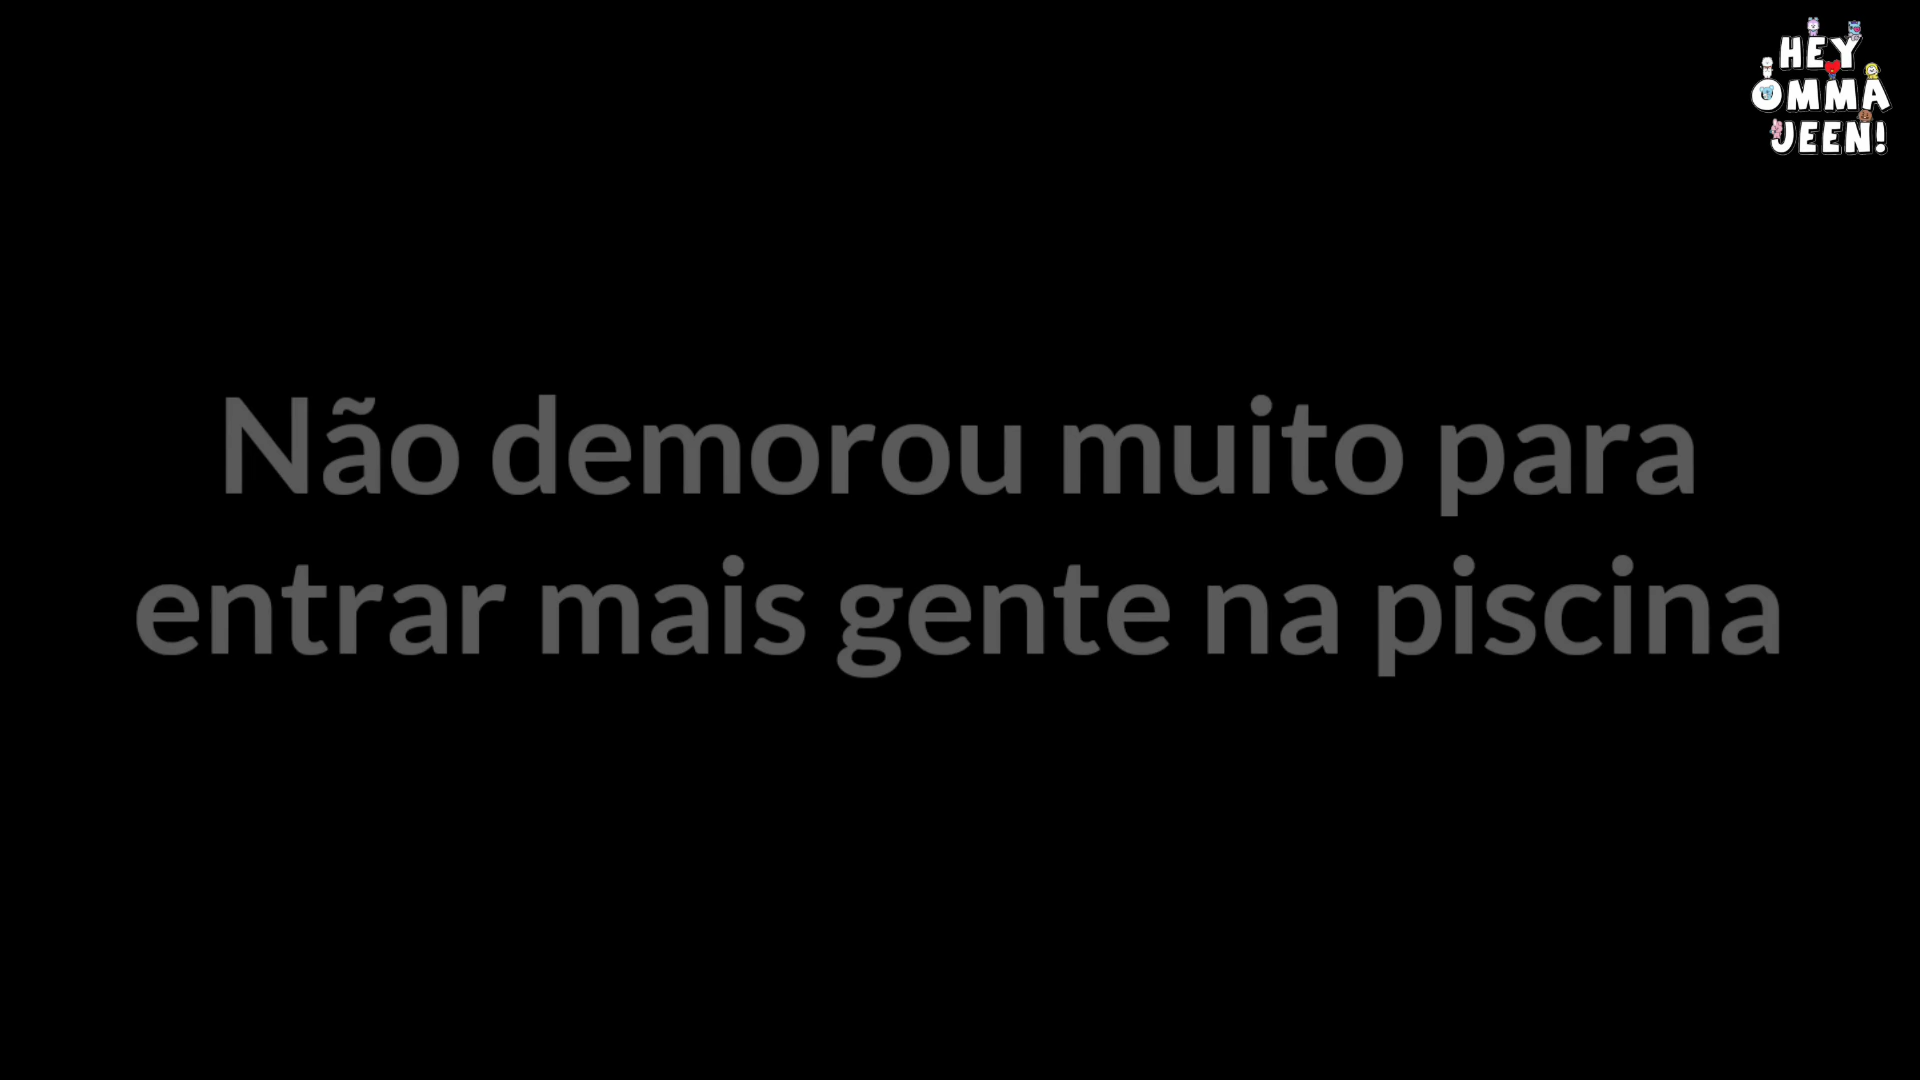 HEY
OMMA
JEEN!
Não demorou muito para
entrar mais gente na piscina